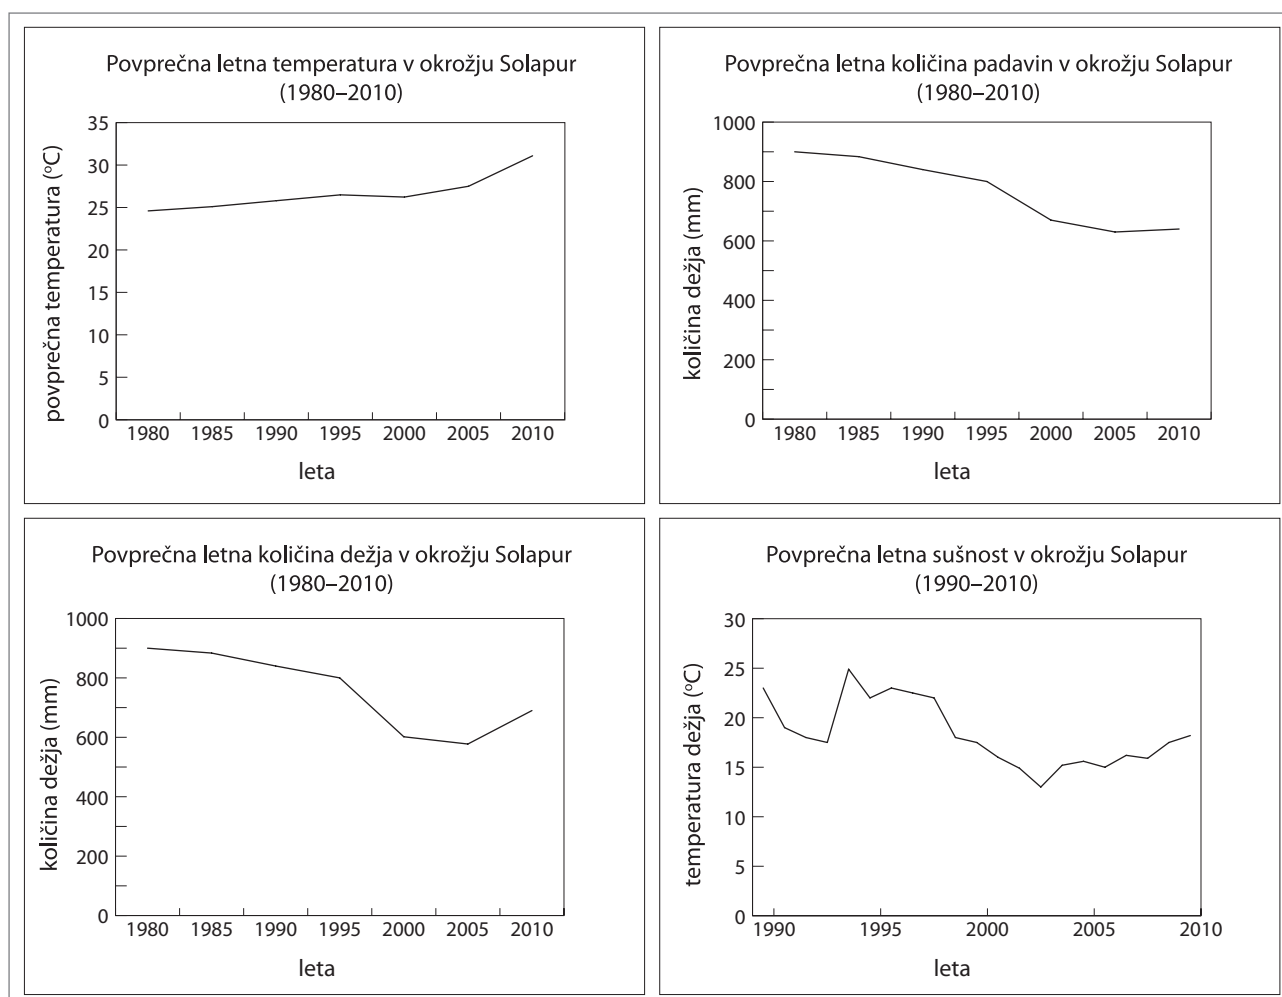 Povprečna letna temperatura v okrožju Solapur
(1980–2010)
povprečna temperatura (°C)
35
30
25
20
15
10
5
0
1980 1985 1990 1995 2000 2005 2010
leta
Povprečna letna količina padavin v okrožju Solapur
(1980–2010)
količina dežja (mm)
1000
800
600
400
200
0
1980 1985 1990 1995 2000 2005 2010
leta
Povprečna letna količina dežja v okrožju Solapur
(1980–2010)
količina dežja (mm)
1000
800
600
400
200
0
1980 1985 1990 1995 2000 2005 2010
leta
Povprečna letna sušnost v okrožju Solapur
(1990–2010)
temperatura dežja (°C)
30
25
20
15
10
5
0
1990 1995 2000 2005 2010
leta